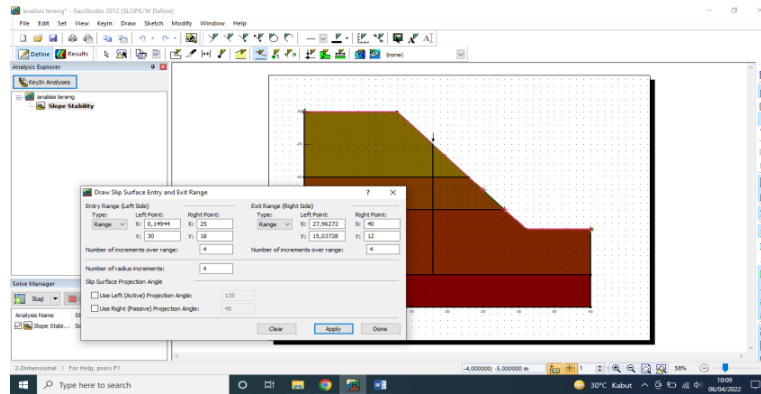 analisis lereng* - GeoStudio 2012 (SLOPE/W Define)
File Edit Set View KeyIn Draw Sketch Modify Window Help
Define Results (none)
Analysis Explorer
KeyIn Analyses
analisis lereng
Slope Stability
Draw Slip Surface Entry and Exit Range ? ×
Entry Range (Left Side) Exit Range (Right Side)
Type: Left Point: Right Point: Type: Left Point: Right Point:
Range X: 0,14944 X: 25 Range X: 27,96272 X: 40
Y: 30 Y: 18 Y: 15,03728 Y: 12
Number of increments over range: 4 Number of increments over range: 4
Number of radius increments: 4
Slip Surface Projection Angle
Use Left (Active) Projection Angle: 135
Use Right (Passive) Projection Angle: 45
Clear Apply Done
Solve Manager
Start
Analysis Name
Slope Stabi...
2-Dimensional For Help, press F1 -4,000000; -5,000000 m 1 58%
Type here to search 30°C Kabut 10:09
06/04/2022